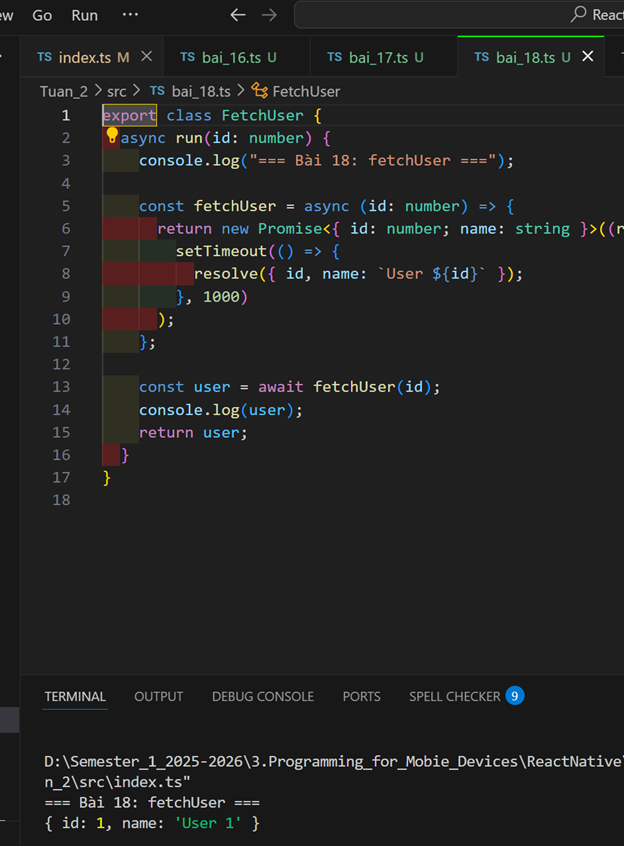 Go Run ... ← →
TS index.ts M × TS bai_16.ts U TS bai_17.ts U TS bai_18.ts U ×
Tuan_2 > src > TS bai_18.ts > FetchUser
1 export class FetchUser {
2 async run(id: number) {
3 console.log("=== Bài 18: fetchUser ===");
4
5 const fetchUser = async (id: number) => {
6 return new Promise<{ id: number; name: string }>((
7 setTimeout(() => {
8 resolve({ id, name: `User ${id}` });
9 }, 1000)
10 );
11 };
12
13 const user = await fetchUser(id);
14 console.log(user);
15 return user;
16 }
17 }
18
TERMINAL OUTPUT DEBUG CONSOLE PORTS SPELL CHECKER 9
D:\Semester_1_2025-2026\3.Programming_for_Mobie_Devices\ReactNative
n_2\src\index.ts"
=== Bài 18: fetchUser ===
{ id: 1, name: 'User 1' }